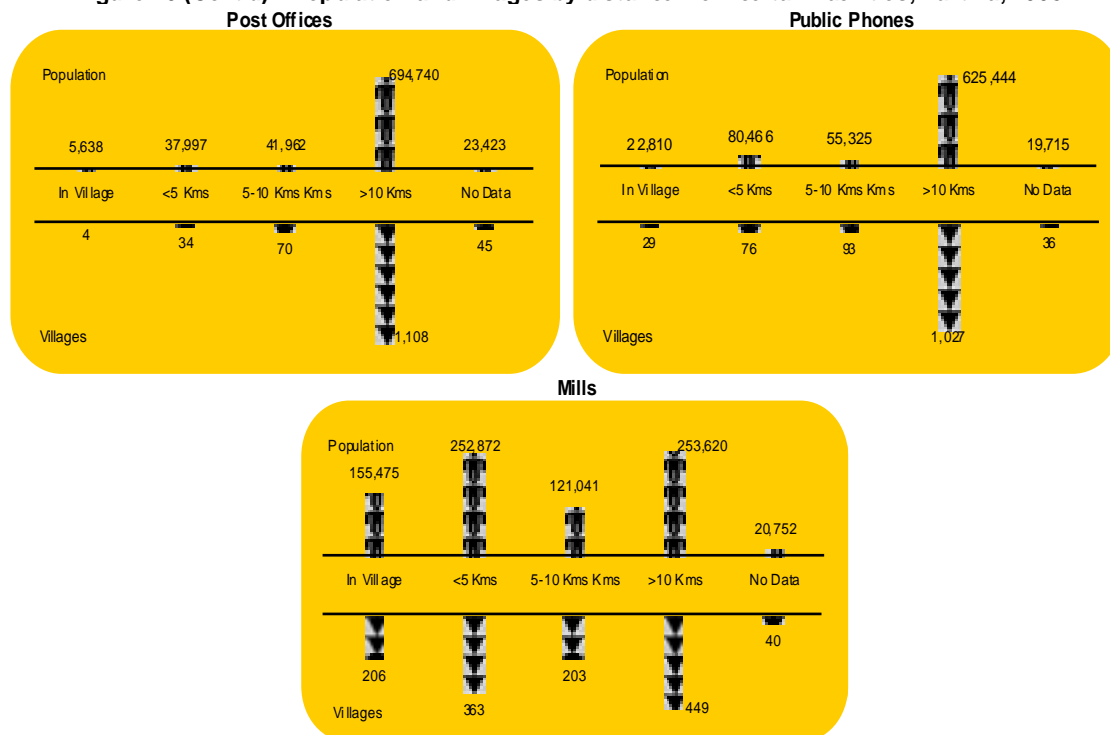 Post Offices
Population
694,740
5,638
37,997
41,962
23,423
In Village <5 Kms 5-10 Kms Kms >10 Kms No Data
4
34
70
45
1,108
Villages
Public Phones
Population
625,444
22,810
80,466
55,325
19,715
In Village <5 Kms 5-10 Kms Kms >10 Kms No Data
29
76
93
36
1,027
Villages
Mills
Population
252,872
253,620
155,475
121,041
20,752
In Village <5 Kms 5-10 Kms Kms >10 Kms No Data
40
206
203
363
449
Villages